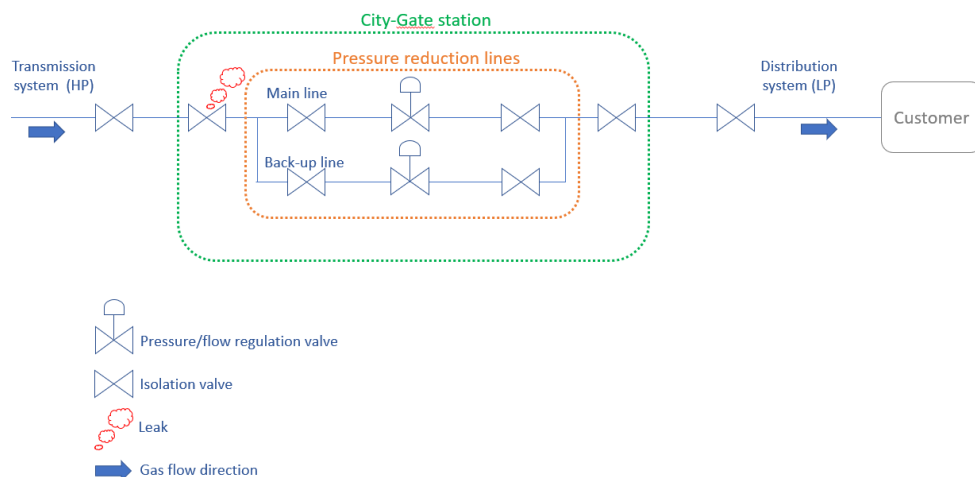 City-Gate station
Pressure reduction lines
Transmission
system  (HP)
Main line
Distribution
system (LP)
Customer
Back-up line
Pressure/flow regulation valve
Isolation valve
Leak
Gas flow direction